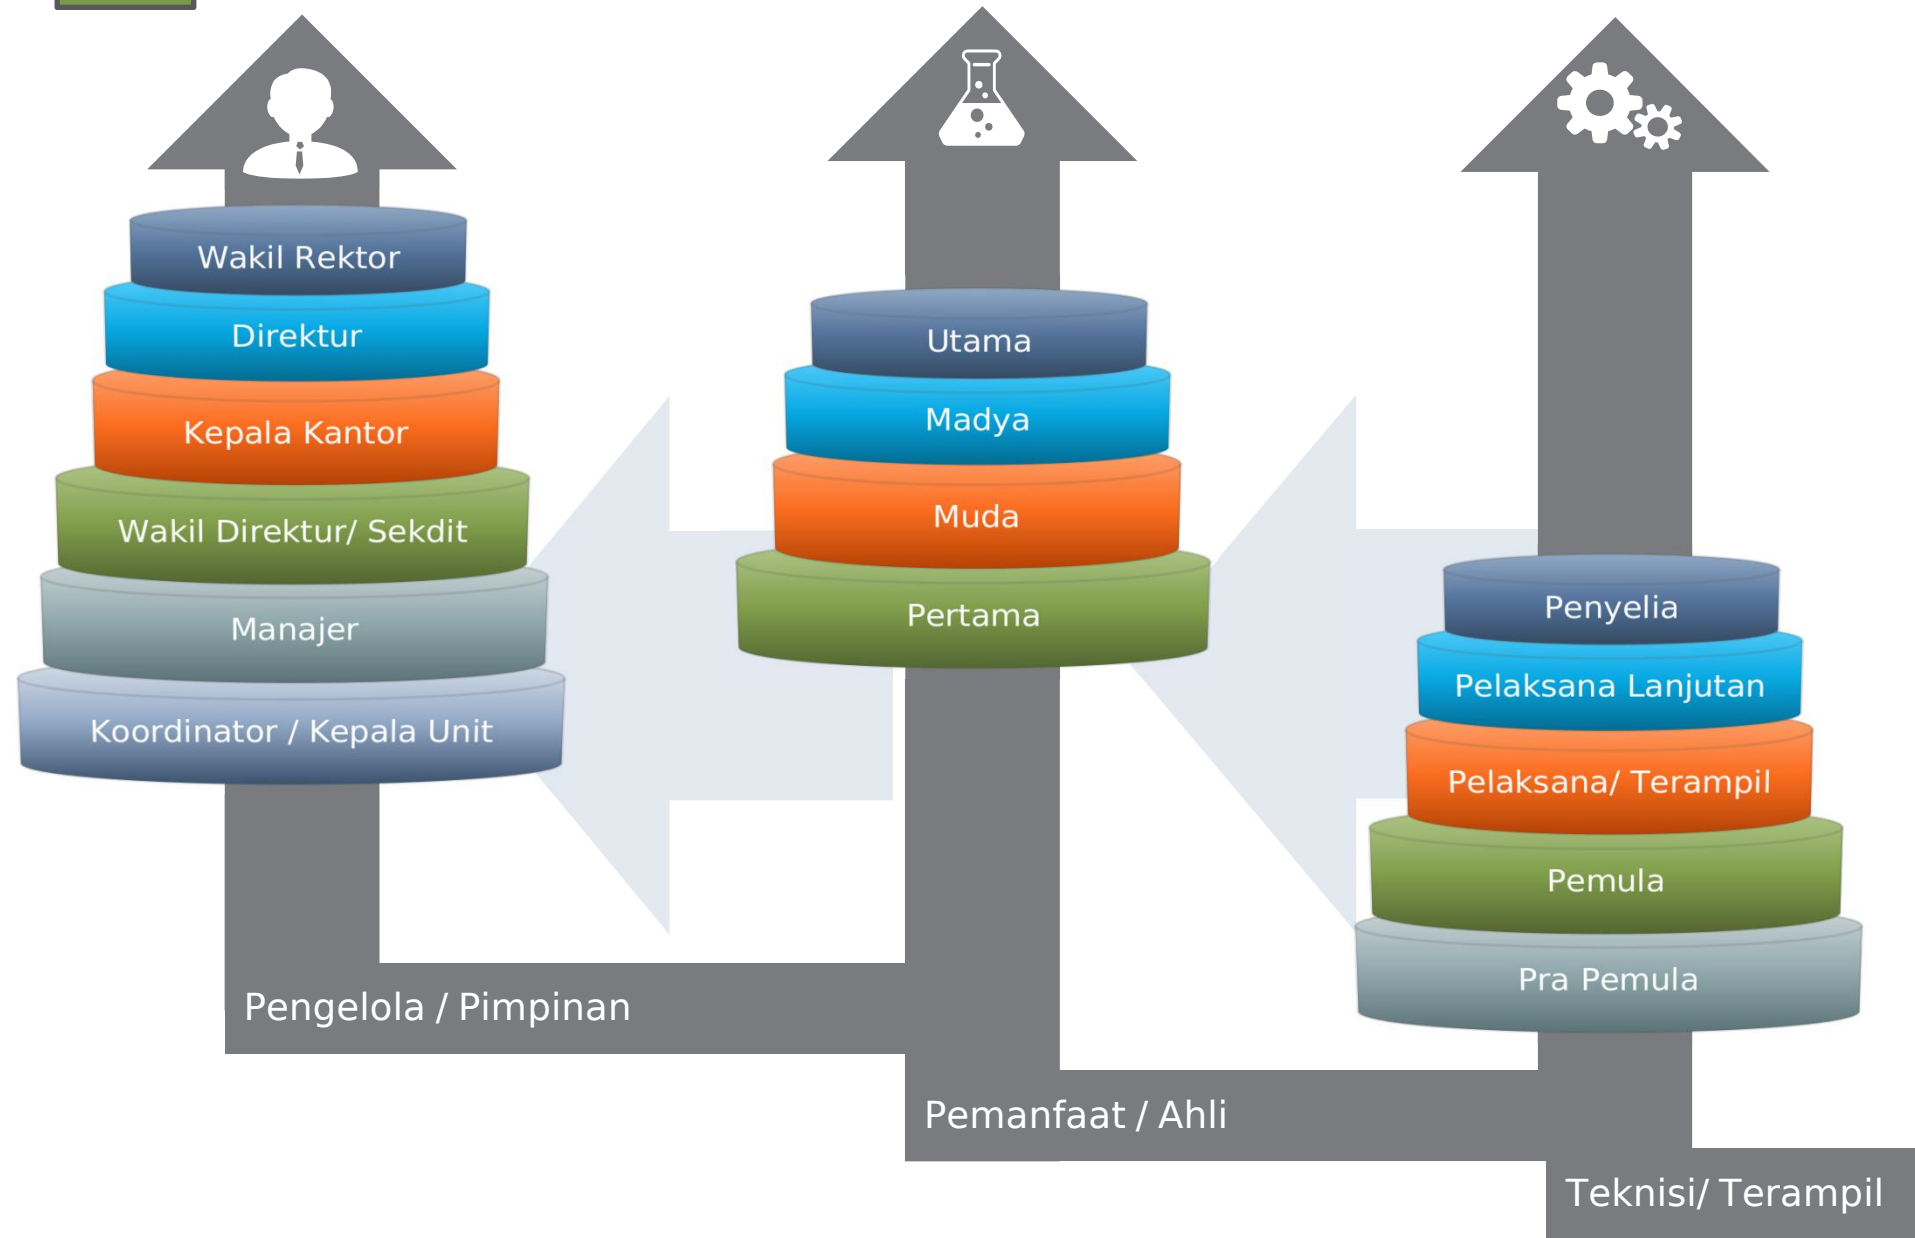 Wakil Rektor
Direktur
Kepala Kantor
Wakil Direktur/ Sekdit
Manajer
Koordinator / Kepala Unit
Pengelola / Pimpinan
Utama
Madya
Muda
Pertama
Pemanfaat / Ahli
Penyelia
Pelaksana Lanjutan
Pelaksana/ Terampil
Pemula
Pra Pemula
Teknisi/ Terampil